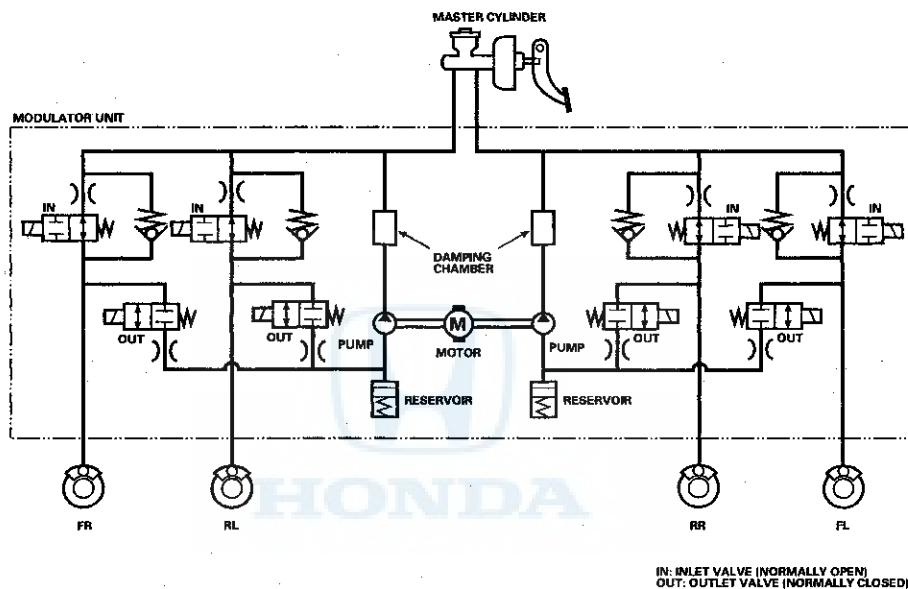 MASTER CYLINDER
MODULATOR UNIT
IN
IN
IN
IN
DAMPING
CHAMBER
OUT
OUT
PUMP
M
MOTOR
PUMP
OUT
OUT
RESERVOIR
RESERVOIR
HONDA
FR
RL
RR
FL
IN: INLET VALVE (NORMALLY OPEN)
OUT: OUTLET VALVE (NORMALLY CLOSED)